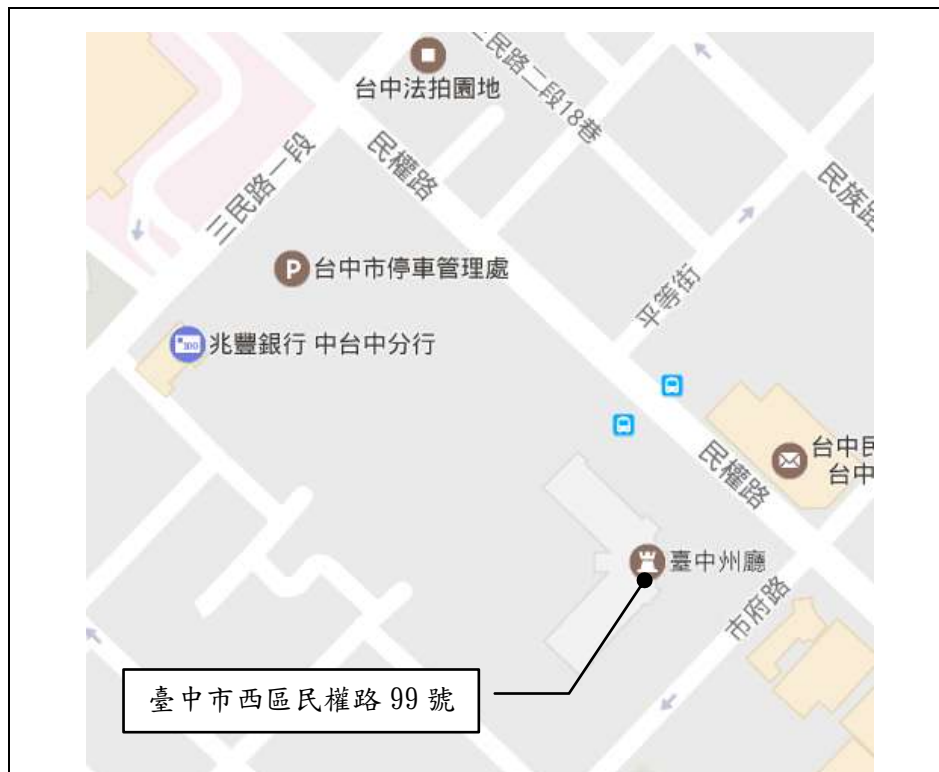 三民路二段18巷
台中法拍園地
民權路
三民路一段
民族路
台中市停車管理處
平等街
兆豐銀行 中台中分行
台中民
台中
民權路
臺中州廳
市府路
臺中市西區民權路 99 號